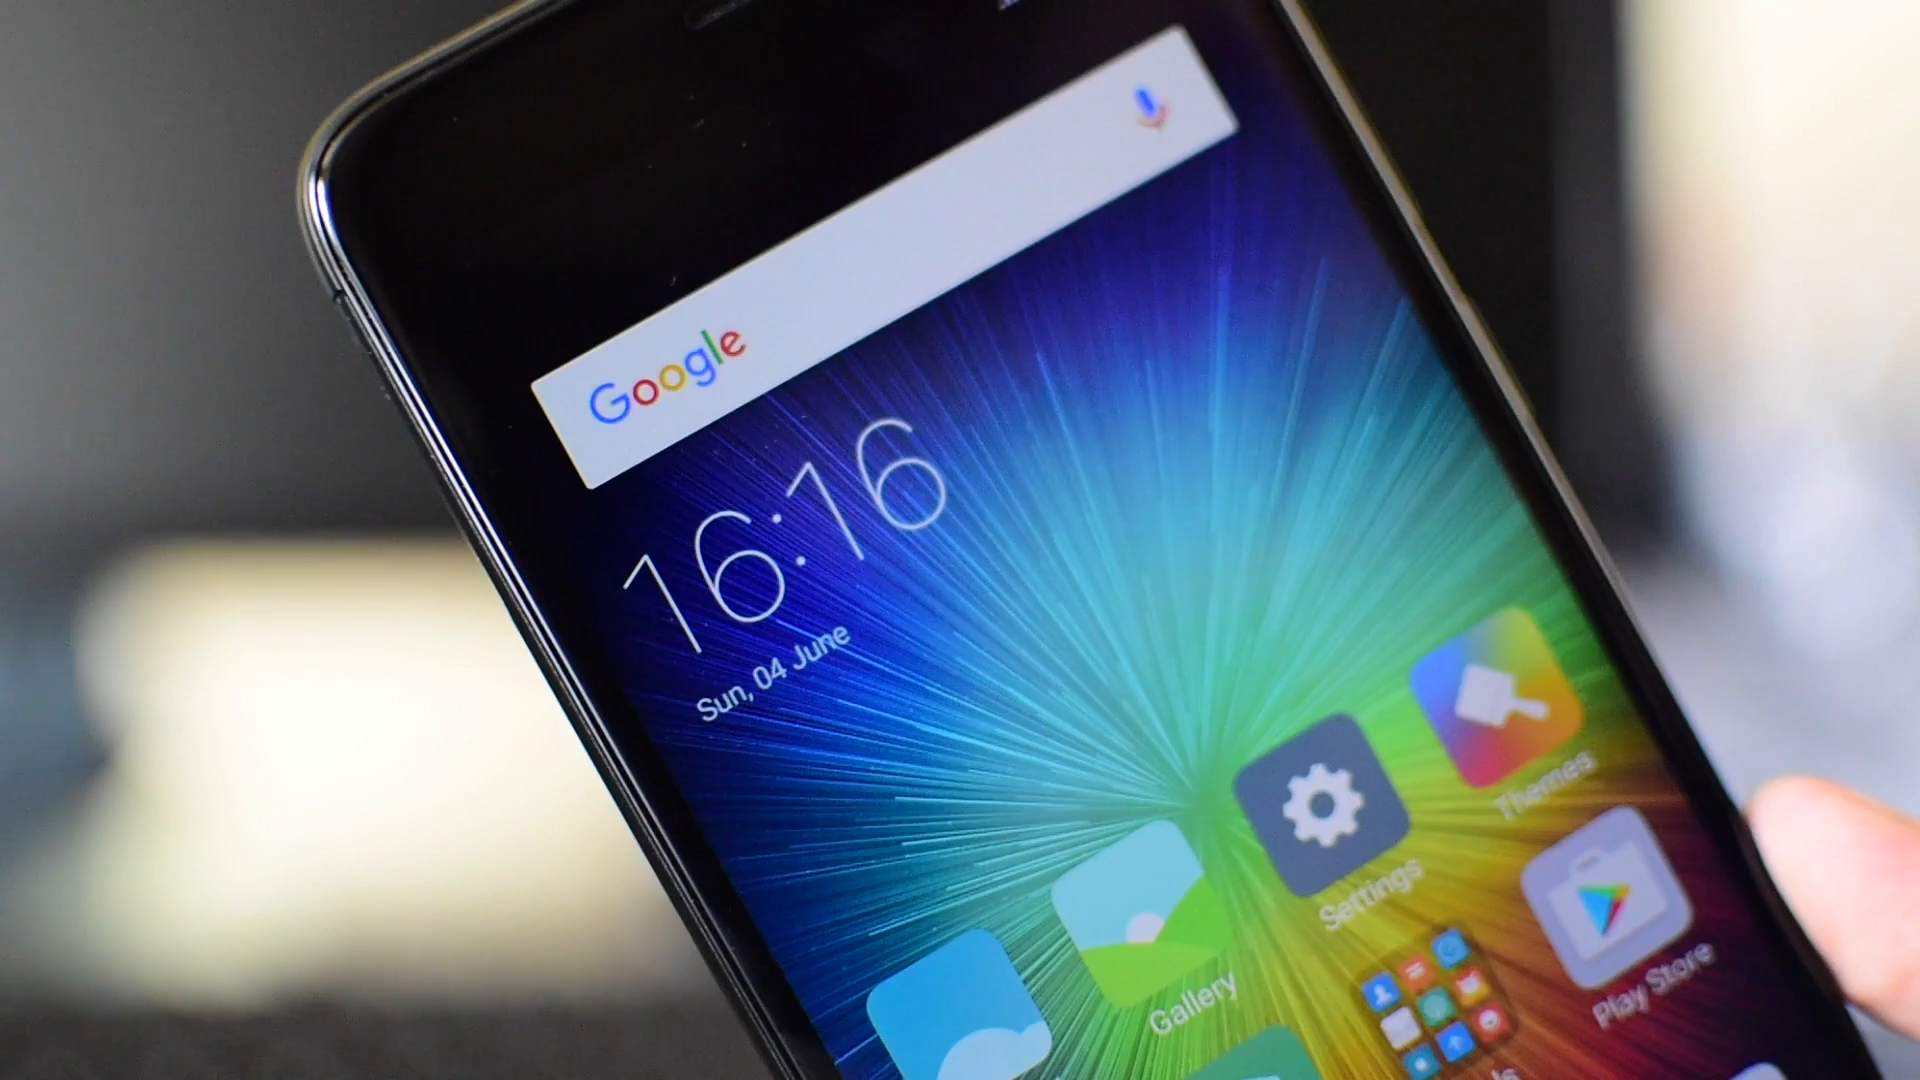 Google
16:16
Sun, 04 June
Themes
Settings
Play Store
Gallery